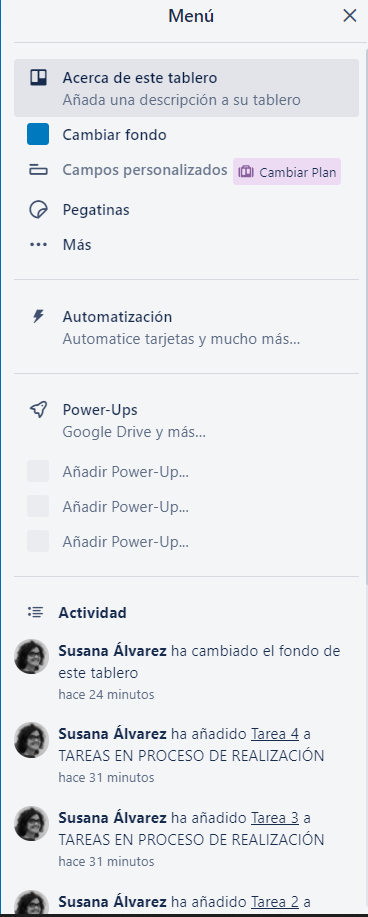 Menú
Acerca de este tablero
Añada una descripción a su tablero
Cambiar fondo
Campos personalizados Cambiar Plan
Pegatinas
Más
Automatización
Automatice tarjetas y mucho más...
Power-Ups
Google Drive y más...
Añadir Power-Up...
Añadir Power-Up...
Añadir Power-Up...
Actividad
Susana Álvarez ha cambiado el fondo de
este tablero
hace 24 minutos
Susana Álvarez ha añadido Tarea 4 a
TAREAS EN PROCESO DE REALIZACIÓN
hace 31 minutos
Susana Álvarez ha añadido Tarea 3 a
TAREAS EN PROCESO DE REALIZACIÓN
hace 31 minutos
Susana Álvarez ha añadido Tarea 2 a